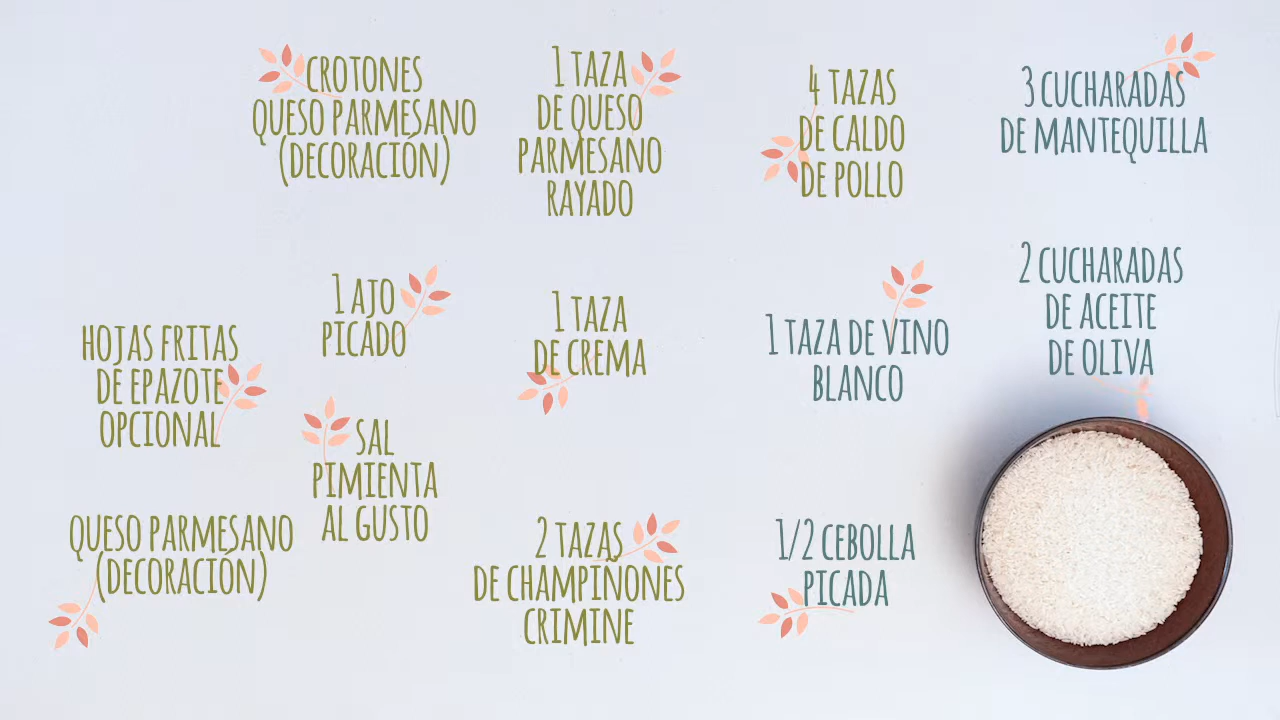 CROTONES
QUESO PARMESANO
(DECORACIÓN)
1 TAZA
DE QUESO
PARMESANO
RAYADO
4 TAZAS
DE CALDO
DE POLLO
3 CUCHARADAS
DE MANTEQUILLA
HOJAS FRITAS
DE EPAZOTE
OPCIONAL
1 AJO
PICADO
1 TAZA
DE CREMA
1 TAZA DE VINO
BLANCO
2 CUCHARADAS
DE ACEITE
DE OLIVA
SAL
PIMIENTA
AL GUSTO
QUESO PARMESANO
(DECORACIÓN)
2 TAZAS
DE CHAMPIÑONES
CRIMINE
1/2 CEBOLLA
PICADA